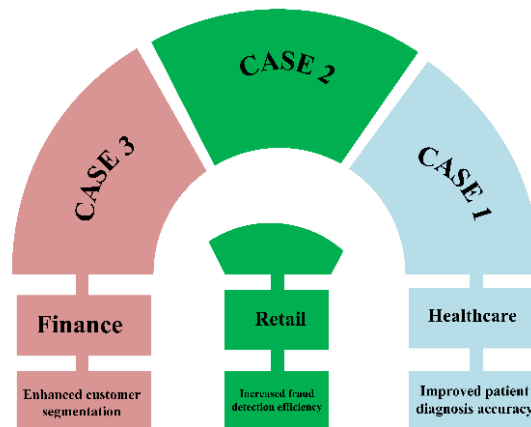 CASE 3
CASE 2
CASE 1
Finance
Retail
Healthcare
Enhanced customer
segmentation
Increased fraud
detection efficiency
Improved patient
diagnosis accuracy